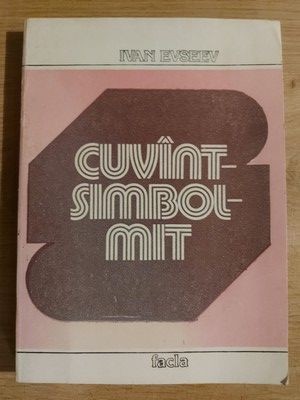 IVAN EVSEEV
CUVÎNT-
SIMBOL-
MIT
facla